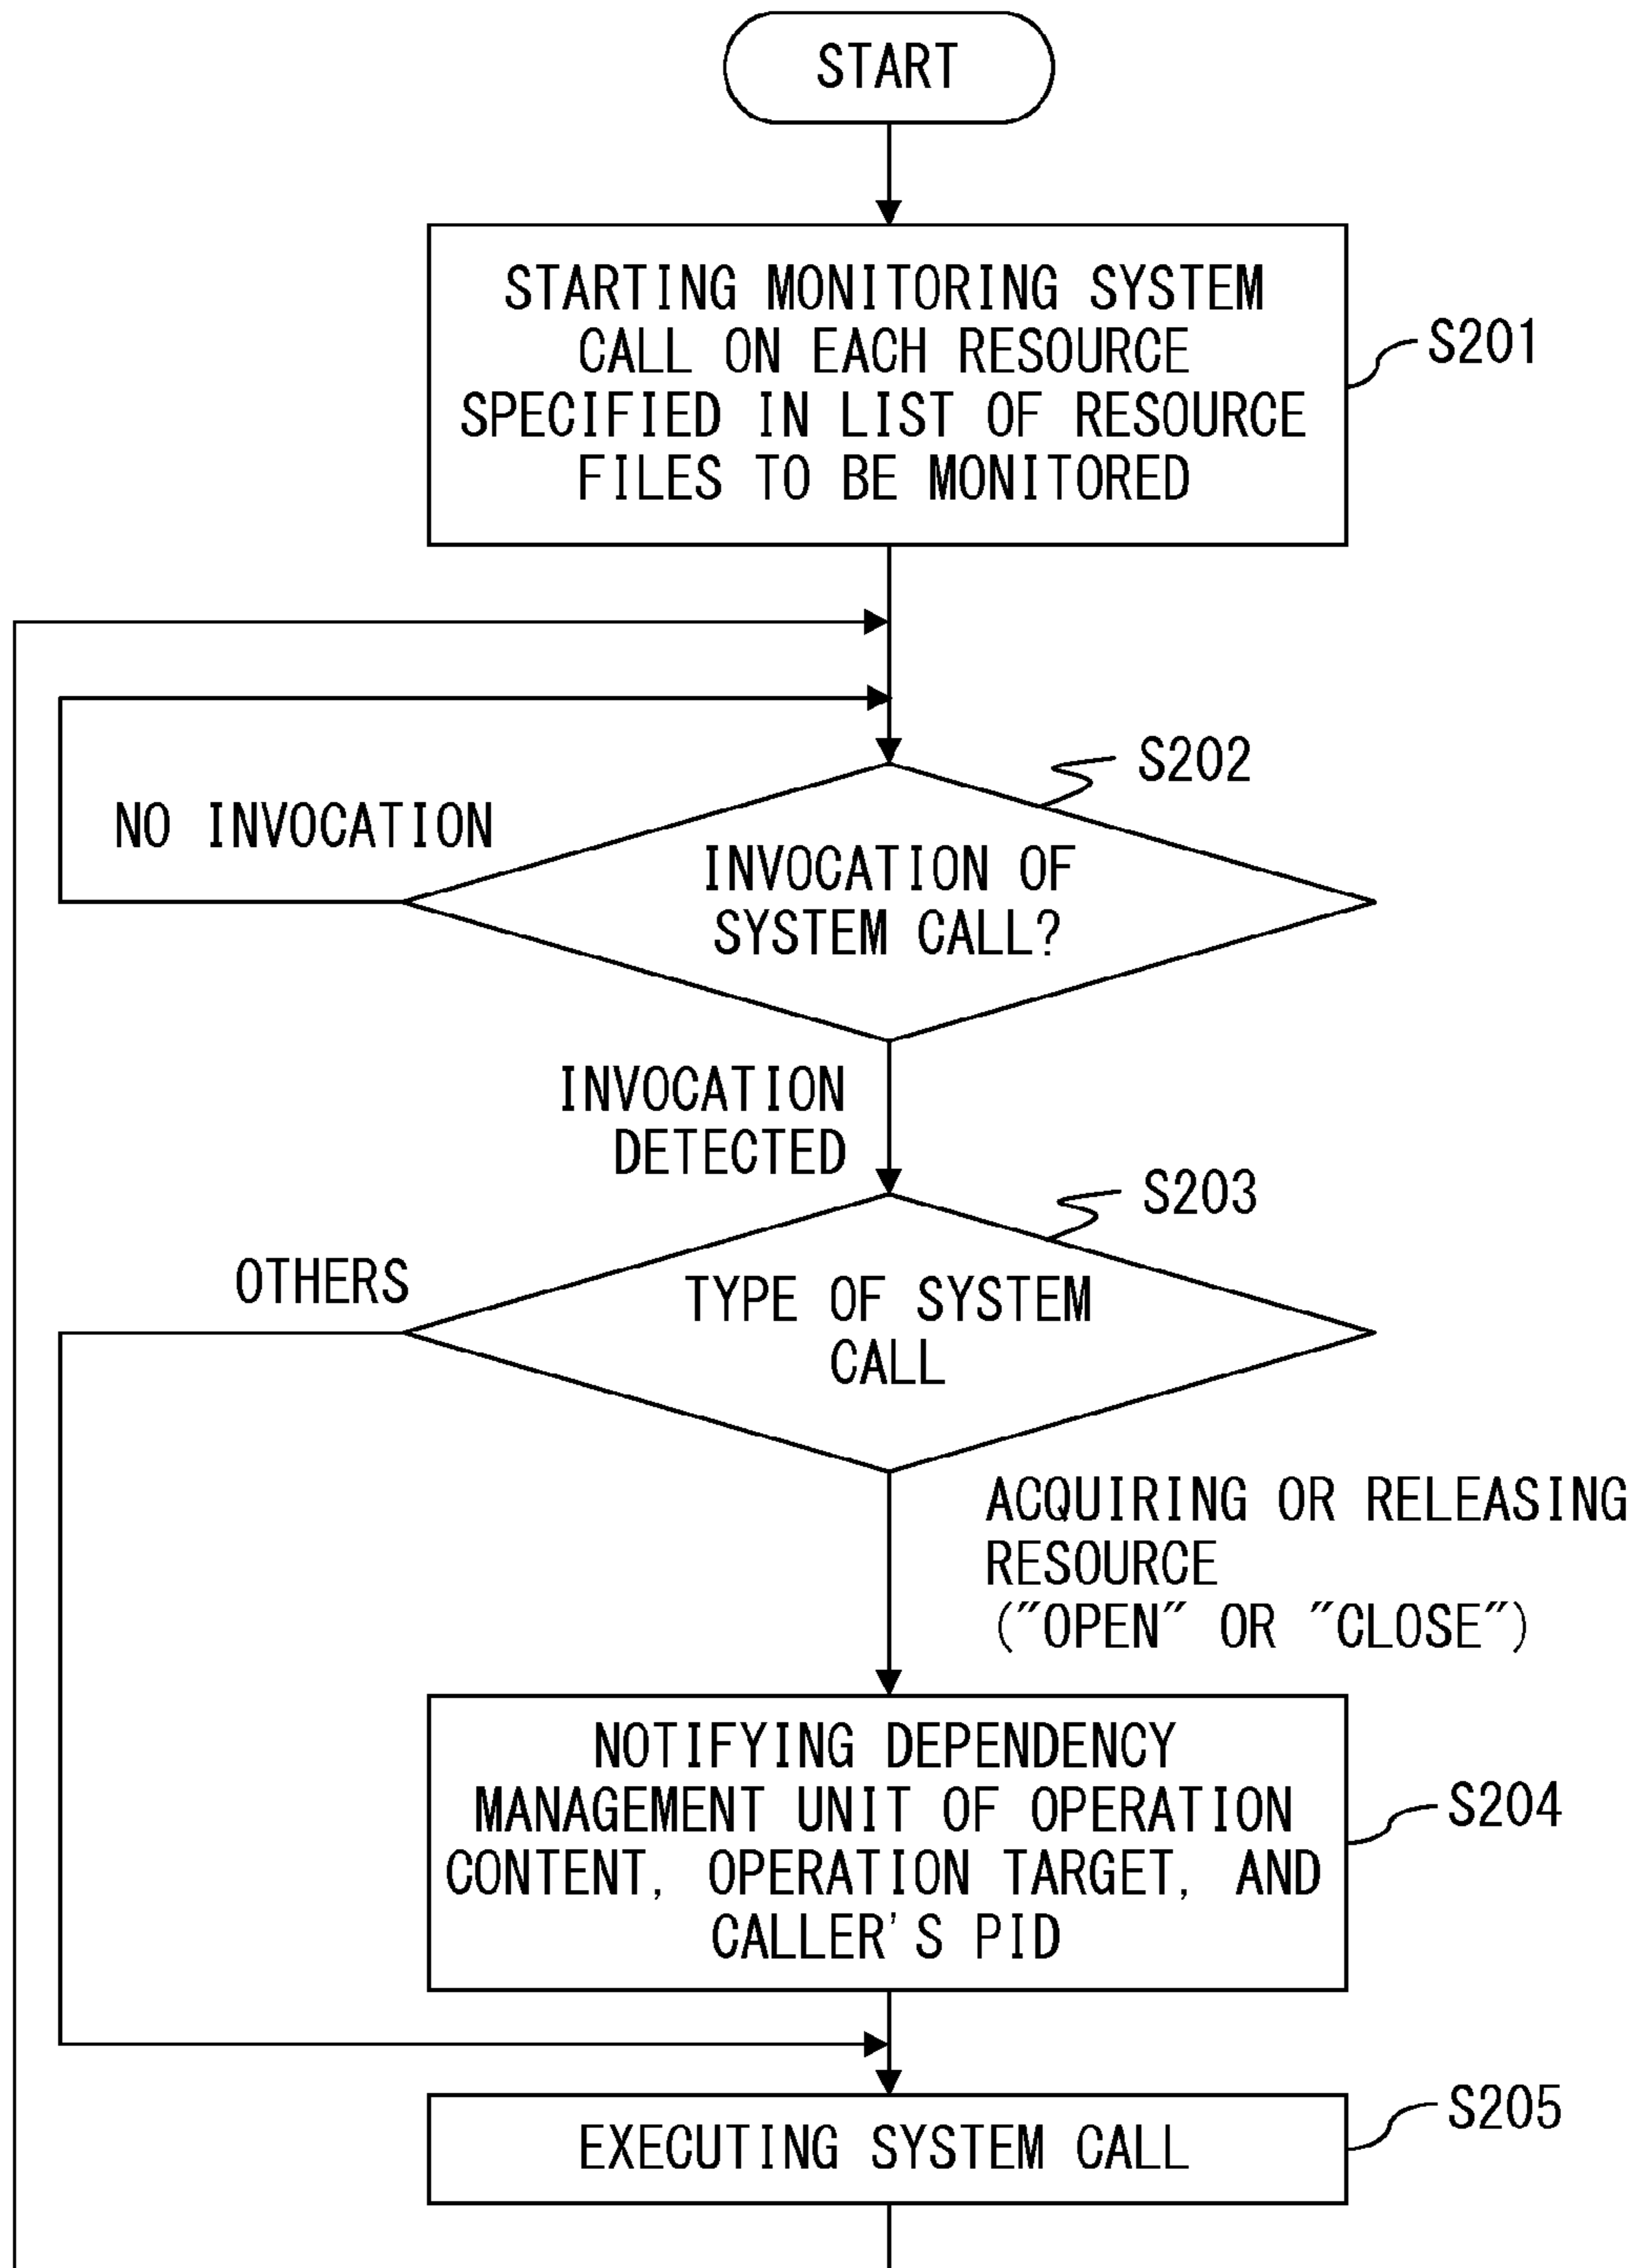 START
STARTING MONITORING SYSTEM
CALL ON EACH RESOURCE
SPECIFIED IN LIST OF RESOURCE
FILES TO BE MONITORED
S201
S202
NO INVOCATION
INVOCATION OF
SYSTEM CALL?
INVOCATION
DETECTED
S203
OTHERS
TYPE OF SYSTEM
CALL
ACQUIRING OR RELEASING
RESOURCE
("OPEN" OR "CLOSE")
NOTIFYING DEPENDENCY
MANAGEMENT UNIT OF OPERATION
CONTENT, OPERATION TARGET, AND
CALLER'S PID
S204
S205
EXECUTING SYSTEM CALL